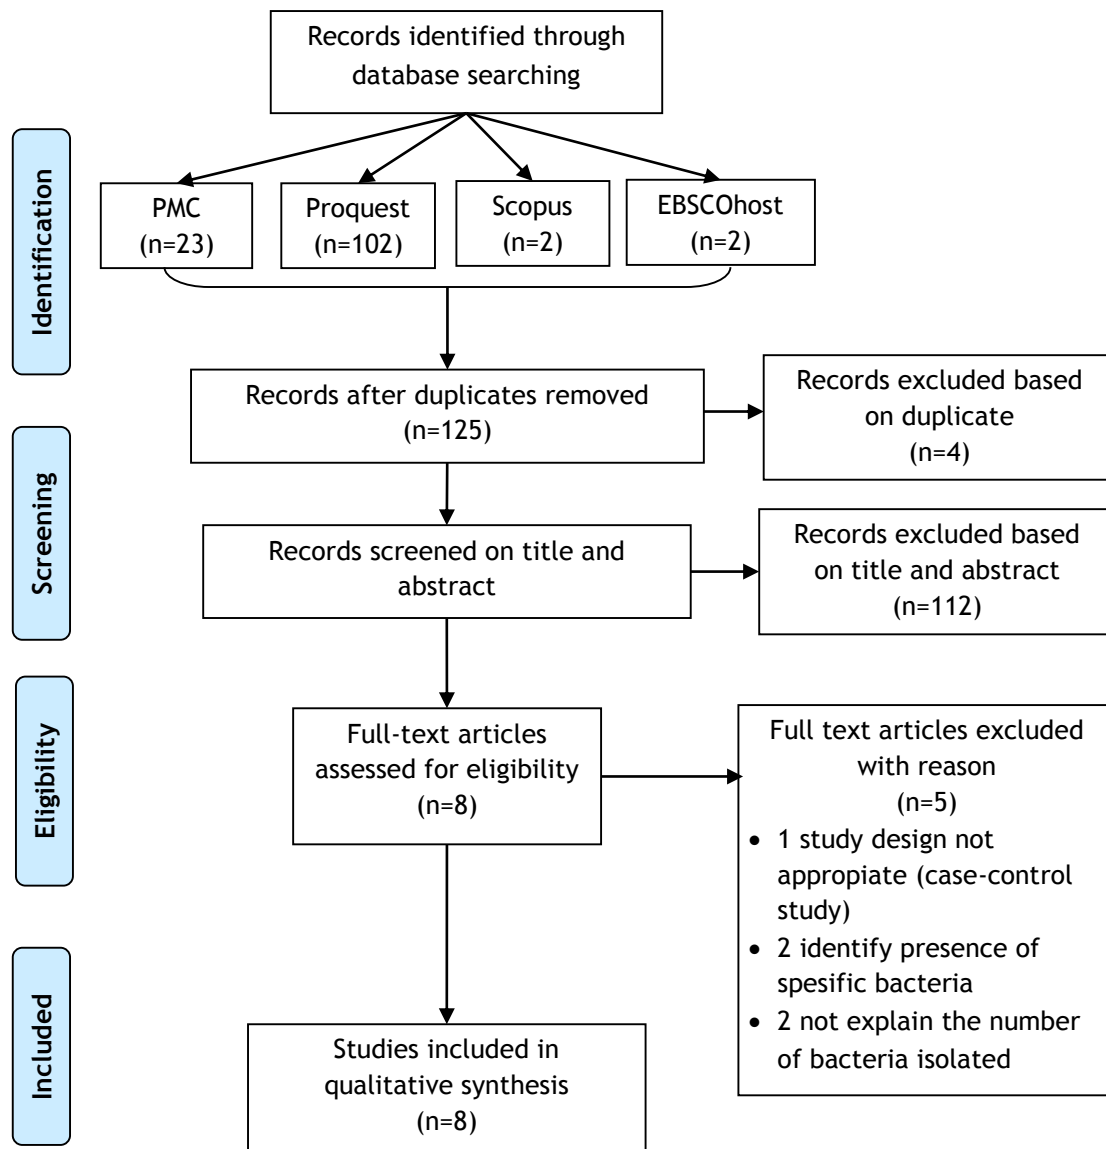 Records identified through
database searching
Identification
PMC
(n=23)
Proquest
(n=102)
Scopus
(n=2)
EBSCOhost
(n=2)
Records after duplicates removed
(n=125)
Records excluded based
on duplicate
(n=4)
Screening
Records screened on title and
abstract
Records excluded based
on title and abstract
(n=112)
Eligibility
Full-text articles
assessed for eligibility
(n=8)
Full text articles excluded
with reason
(n=5)
• 1 study design not
appropiate (case-control
study)
• 2 identify presence of
spesific bacteria
• 2 not explain the number
of bacteria isolated
Included
Studies included in
qualitative synthesis
(n=8)